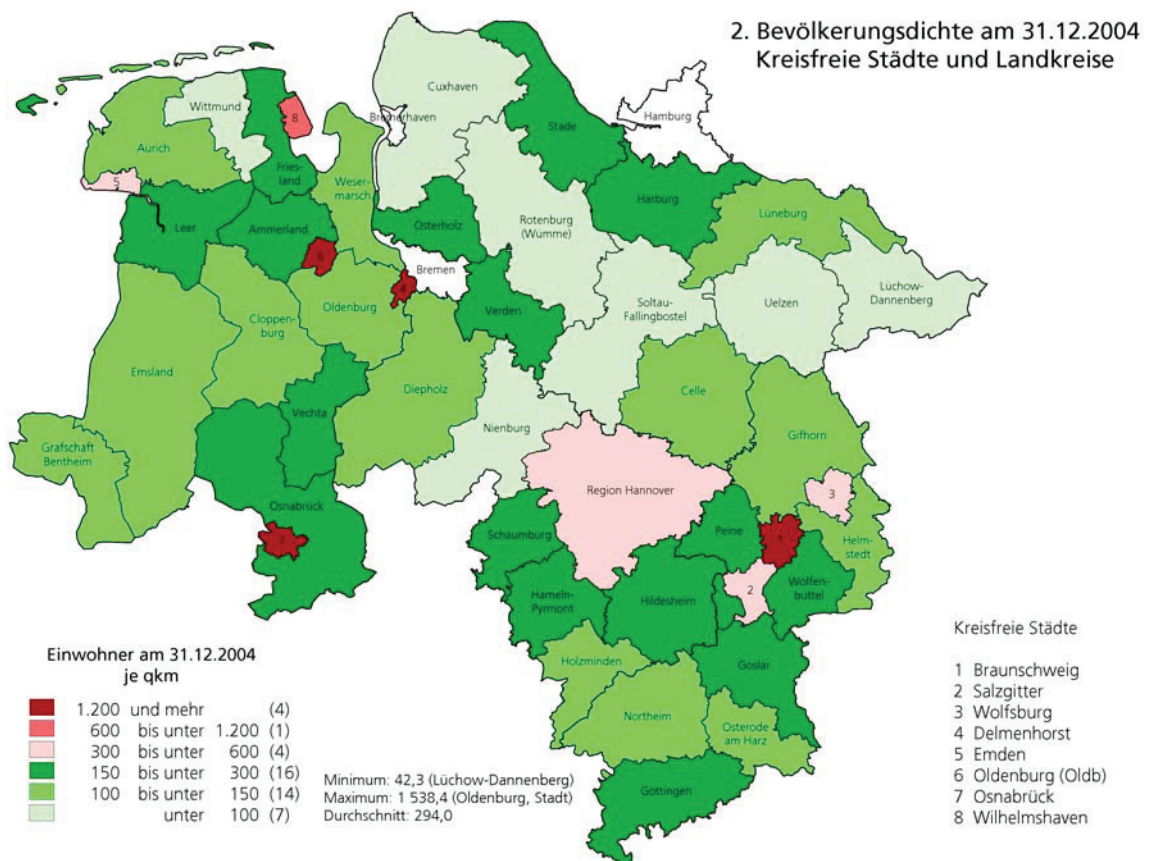 2. Bevölkerungsdichte am 31.12.2004
Kreisfreie Städte und Landkreise
Cuxhaven
Wittmund
Bremerhaven
Hamburg
8
Stade
Aurich
5
Fries-
land
Weser-
marsch
Harburg
Lüneburg
Leer
Ammerland
Osterholz
Rotenburg
(Wümme)
6
Bremen
4
Lüchow-
Dannenberg
Soltau-
Fallingbostel
Uelzen
Verden
Oldenburg
Cloppen-
burg
Emsland
Diepholz
Celle
Vechta
Nienburg
Gifhorn
Grafschaft
Bentheim
Region Hannover
3
Osnabrück
7
Schaumburg
Peine
1
Helm-
stedt
2
Wolfen-
büttel
Hameln-
Pyrmont
Hildesheim
Holzminden
Goslar
Northeim
Osterode
am Harz
Göttingen
Einwohner am 31.12.2004
je qkm
1.200 und mehr (4)
600 bis unter 1.200 (1)
300 bis unter 600 (4)
150 bis unter 300 (16)
100 bis unter 150 (14)
unter 100 (7)
Minimum: 42,3 (Lüchow-Dannenberg)
Maximum: 1 538,4 (Oldenburg, Stadt)
Durchschnitt: 294,0
Kreisfreie Städte
1 Braunschweig
2 Salzgitter
3 Wolfsburg
4 Delmenhorst
5 Emden
6 Oldenburg (Oldb)
7 Osnabrück
8 Wilhelmshaven